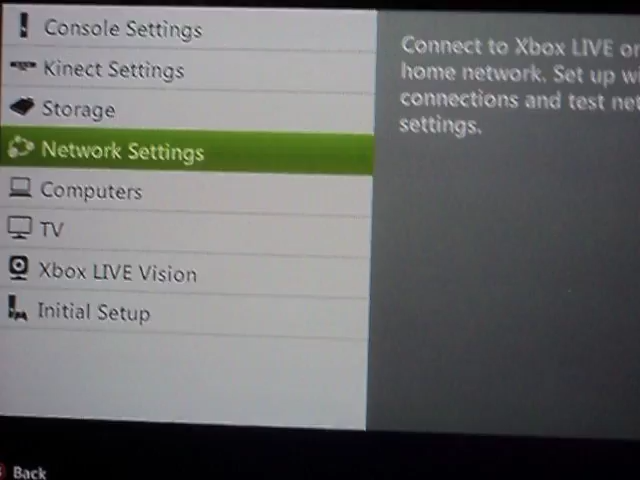 Console Settings
Kinect Settings
Storage
Network Settings
Computers
TV
Xbox LIVE Vision
Initial Setup
Connect to Xbox LIVE or
home network. Set up wi
connections and test net
settings.
Back